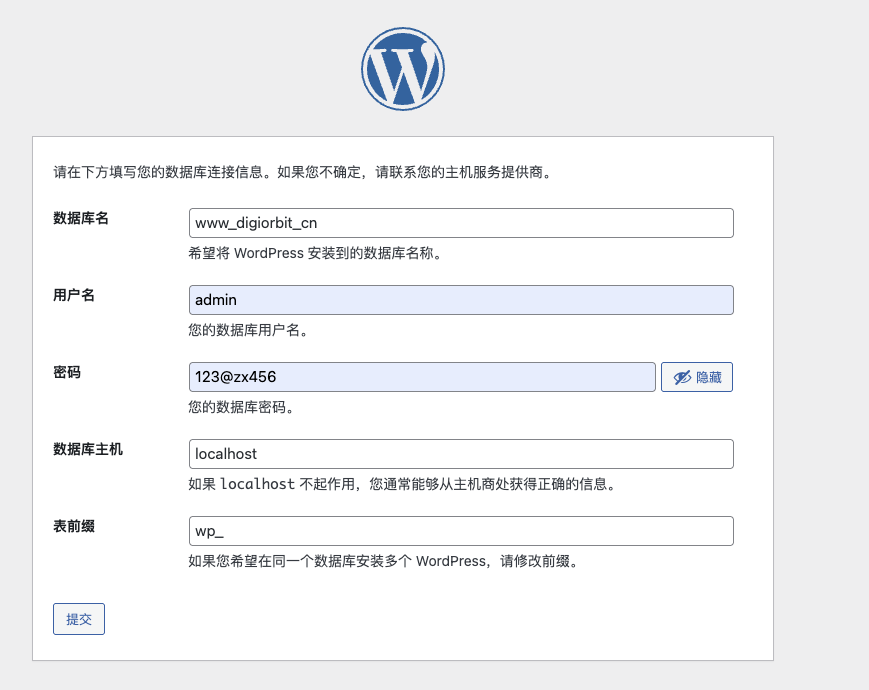 请在下方填写您的数据库连接信息。如果您不确定，请联系您的主机服务提供商。
数据库名
www_digiorbit_cn
希望将 WordPress 安装到的数据库名称。
用户名
admin
您的数据库用户名。
密码
123@zx456
隐藏
您的数据库密码。
数据库主机
localhost
如果 localhost 不起作用，您通常能够从主机商处获得正确的信息。
表前缀
wp_
如果您希望在同一个数据库安装多个 WordPress，请修改前缀。
提交